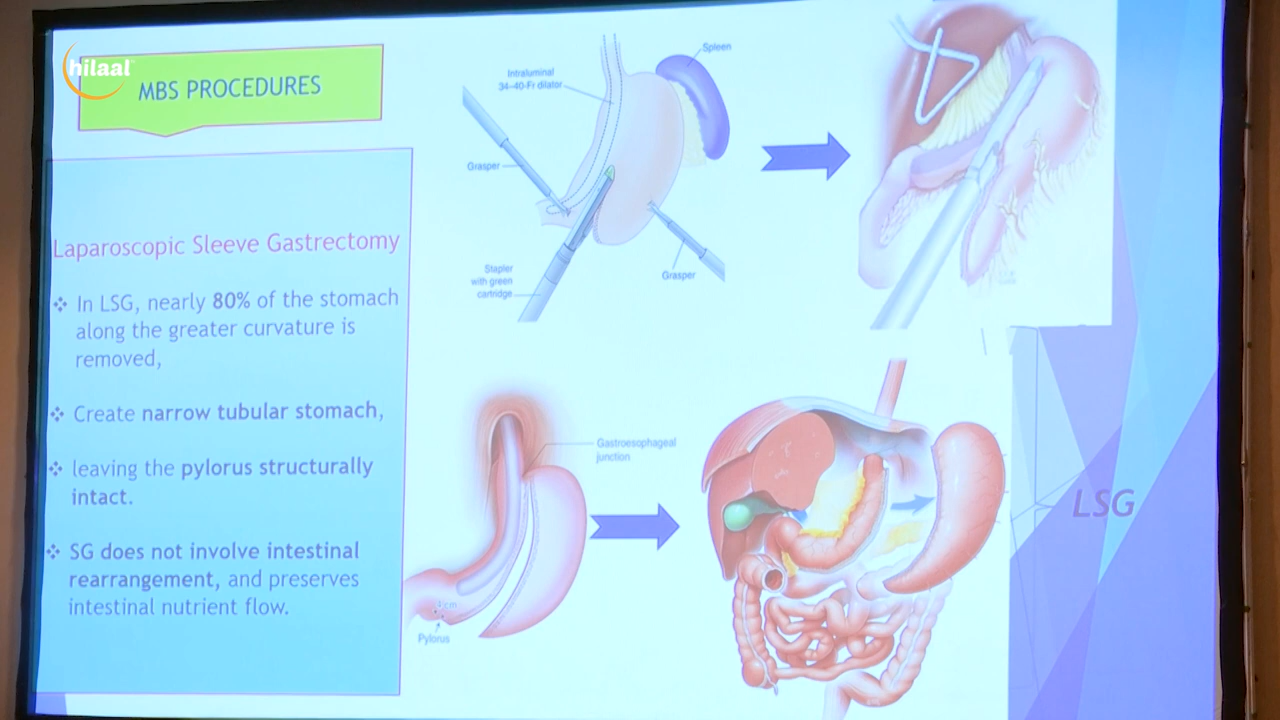 hilaal
MBS PROCEDURES
Laparoscopic Sleeve Gastrectomy
❖ In LSG, nearly 80% of the stomach
along the greater curvature is
removed,
❖ Create narrow tubular stomach,
❖ leaving the pylorus structurally
intact.
❖ SG does not involve intestinal
rearrangement, and preserves
intestinal nutrient flow.
Spleen
Intraluminal
34–40-Fr dilator
Grasper
Stapler
with green
cartridge
Grasper
Gastroesophageal
junction
Pylorus
LSG